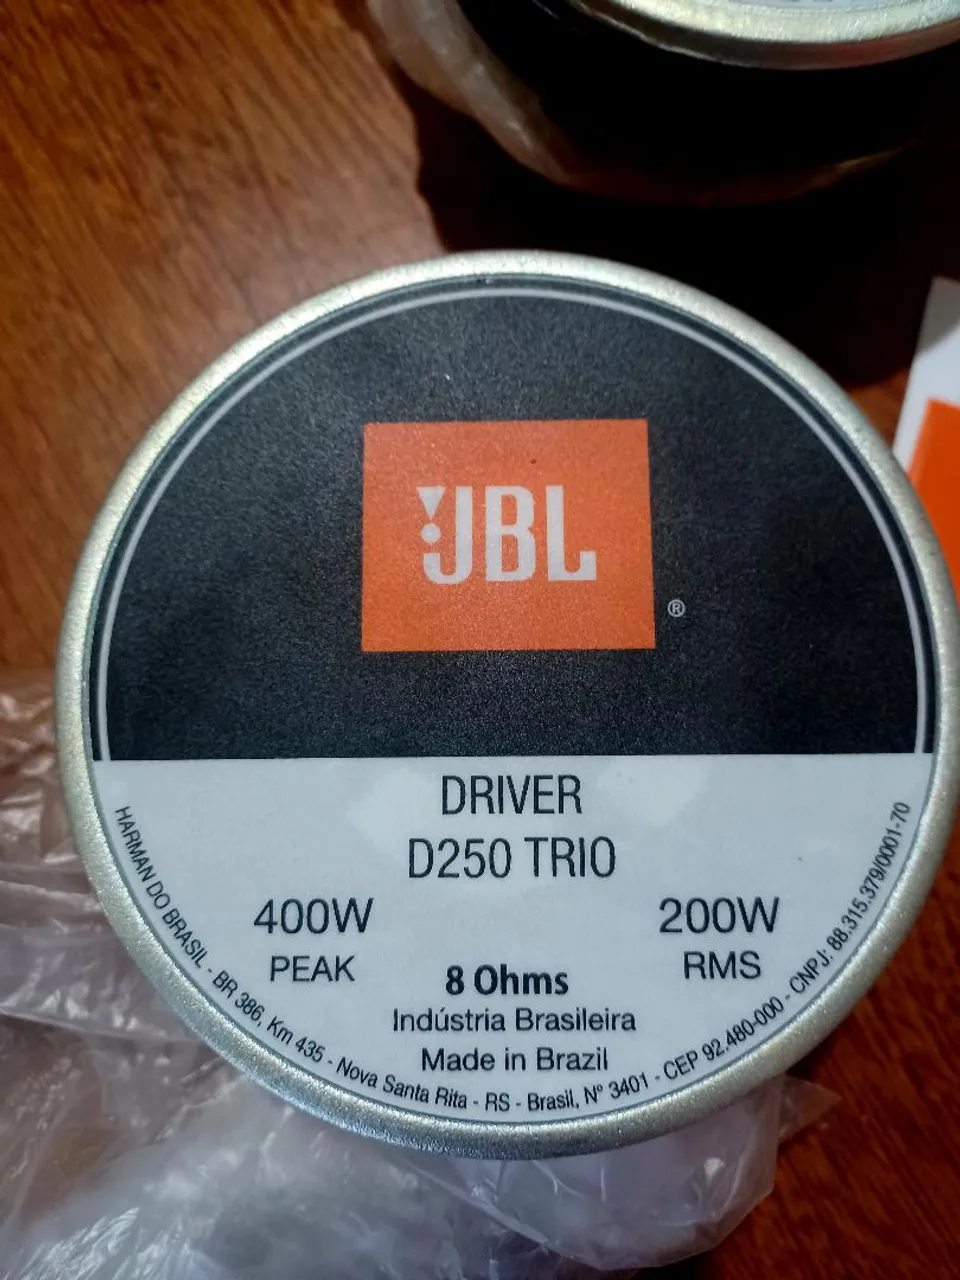 JBL
®
DRIVER
D250 TRIO
400W
PEAK
200W
RMS
8 Ohms
Indústria Brasileira
Made in Brazil
HARMAN DO BRASIL - BR 386, Km 435 - Nova Santa Rita - RS - Brasil, Nº 3401 - CEP 92.480-000 - CNPJ: 88.315.379/0001-70